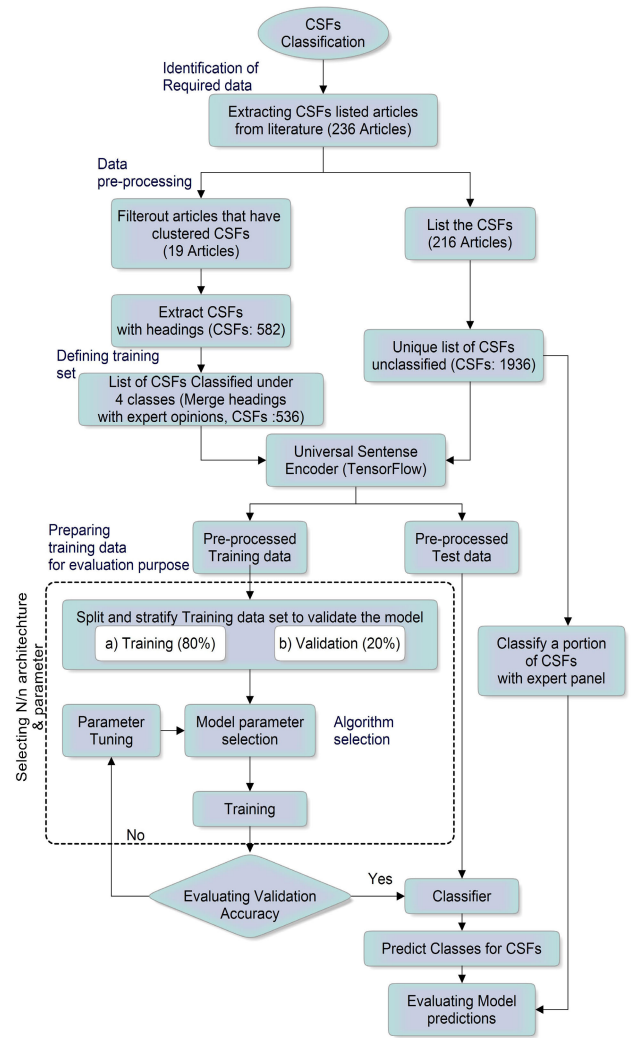 CSFs
Classification
Identification of
Required data
Extracting CSFs listed articles
from literature (236 Articles)
Data
pre-processing
Filterout articles that have
clustered CSFs
(19 Articles)
List the CSFs
(216 Articles)
Extract CSFs
with headings (CSFs: 582)
Defining training
set
Unique list of CSFs
unclassified (CSFs: 1936)
List of CSFs Classified under
4 classes (Merge headings
with expert opinions, CSFs :536)
Universal Sentense
Encoder (TensorFlow)
Preparing
training data
for evaluation purpose
Pre-processed
Training data
Pre-processed
Test data
Split and stratify Training data set to validate the model
a) Training (80%)
b) Validation (20%)
Classify a portion
of CSFs
with expert panel
Selecting N/n architechture
& parameter
Parameter
Tuning
Model parameter
selection
Algorithm
selection
Training
No
Evaluating Validation
Accuracy
Yes
Classifier
Predict Classes for CSFs
Evaluating Model
predictions